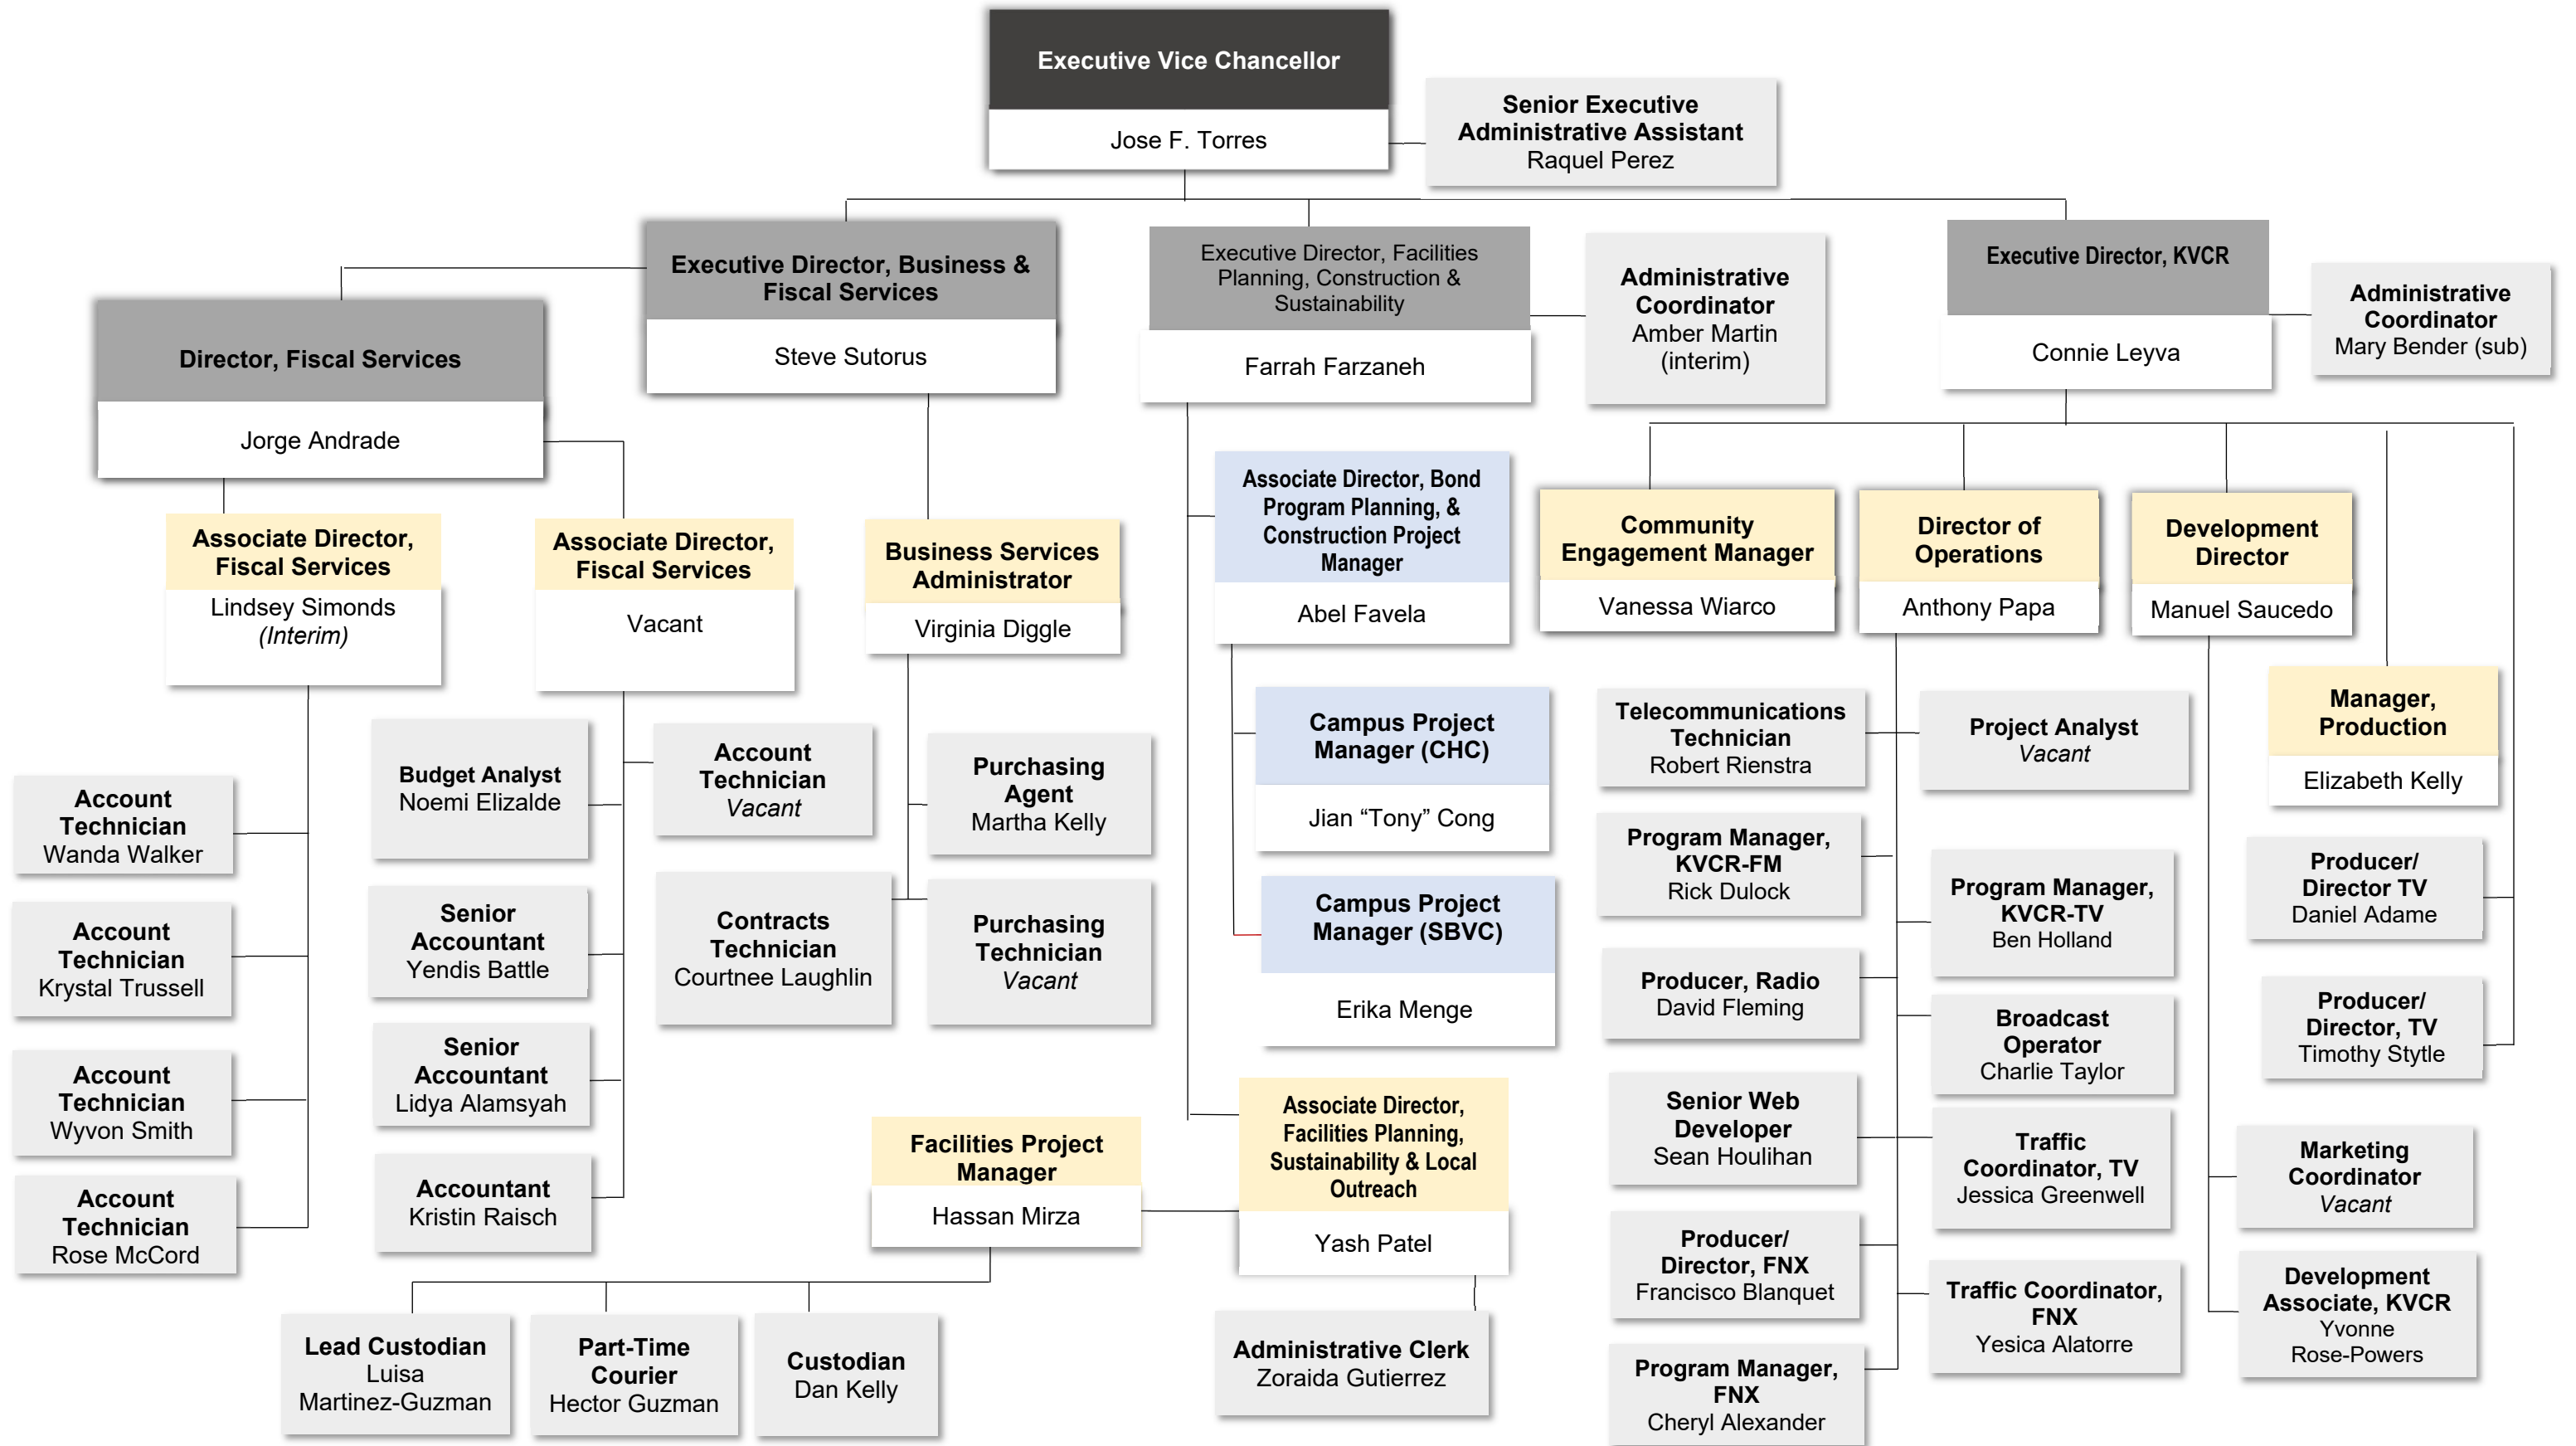 Executive Vice Chancellor
Jose F. Torres
Senior Executive
Administrative Assistant
Raquel Perez
Executive Director, Business &
Fiscal Services
Steve Sutorus
Executive Director, Facilities
Planning, Construction &
Sustainability
Farrah Farzaneh
Administrative
Coordinator
Amber Martin
(interim)
Executive Director, KVCR
Connie Leyva
Administrative
Coordinator
Mary Bender (sub)
Director, Fiscal Services
Jorge Andrade
Associate Director,
Fiscal Services
Lindsey Simonds
(Interim)
Associate Director,
Fiscal Services
Vacant
Business Services
Administrator
Virginia Diggle
Associate Director, Bond
Program Planning, &
Construction Project
Manager
Abel Favela
Community
Engagement Manager
Vanessa Wiarco
Director of
Operations
Anthony Papa
Development
Director
Manuel Saucedo
Manager,
Production
Elizabeth Kelly
Account
Technician
Wanda Walker
Account
Technician
Krystal Trussell
Account
Technician
Wyvon Smith
Account
Technician
Rose McCord
Budget Analyst
Noemi Elizalde
Senior
Accountant
Yendis Battle
Senior
Accountant
Lidya Alamsyah
Accountant
Kristin Raisch
Account
Technician
Vacant
Purchasing
Agent
Martha Kelly
Contracts
Technician
Courtnee Laughlin
Purchasing
Technician
Vacant
Campus Project
Manager (CHC)
Jian “Tony” Cong
Campus Project
Manager (SBVC)
Erika Menge
Associate Director,
Facilities Planning,
Sustainability & Local
Outreach
Yash Patel
Facilities Project
Manager
Hassan Mirza
Lead Custodian
Luisa
Martinez-Guzman
Part-Time
Courier
Hector Guzman
Custodian
Dan Kelly
Administrative Clerk
Zoraida Gutierrez
Telecommunications
Technician
Robert Rienstra
Project Analyst
Vacant
Program Manager,
KVCR-FM
Rick Dulock
Program Manager,
KVCR-TV
Ben Holland
Producer, Radio
David Fleming
Broadcast
Operator
Charlie Taylor
Senior Web
Developer
Sean Houlihan
Traffic
Coordinator, TV
Jessica Greenwell
Producer/
Director, FNX
Francisco Blanquet
Traffic Coordinator,
FNX
Yesica Alatorre
Program Manager,
FNX
Cheryl Alexander
Producer/
Director TV
Daniel Adame
Producer/
Director, TV
Timothy Stytle
Marketing
Coordinator
Vacant
Development
Associate, KVCR
Yvonne
Rose-Powers